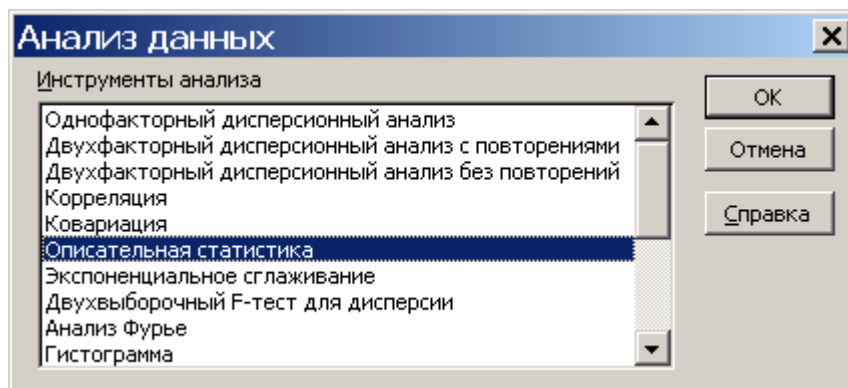 Анализ данных
Инструменты анализа
Однофакторный дисперсионный анализ
Двухфакторный дисперсионный анализ с повторениями
Двухфакторный дисперсионный анализ без повторений
Корреляция
Ковариация
Описательная статистика
Экспоненциальное сглаживание
Двухвыборочный F-тест для дисперсии
Анализ Фурье
Гистограмма
ОК
Отмена
Справка